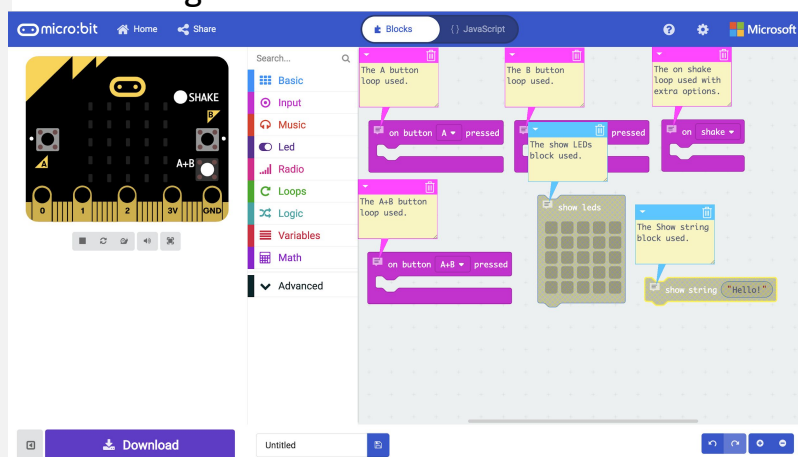 micro:bit Home Share Blocks {} JavaScript ? Microsoft
Search...
Basic
Input
Music
Led
Radio
Loops
Logic
Variables
Math
Advanced
SHAKE
B
A
A+B
0 1 2 3V GND
The A button
loop used.
on button A pressed
The B button
loop used.
pressed
The on shake
loop used with
extra options.
on shake
The show LEDs
block used.
show leds
The A+B button
loop used.
on button A+B pressed
The Show string
block used.
show string "Hello!"
Download
Untitled